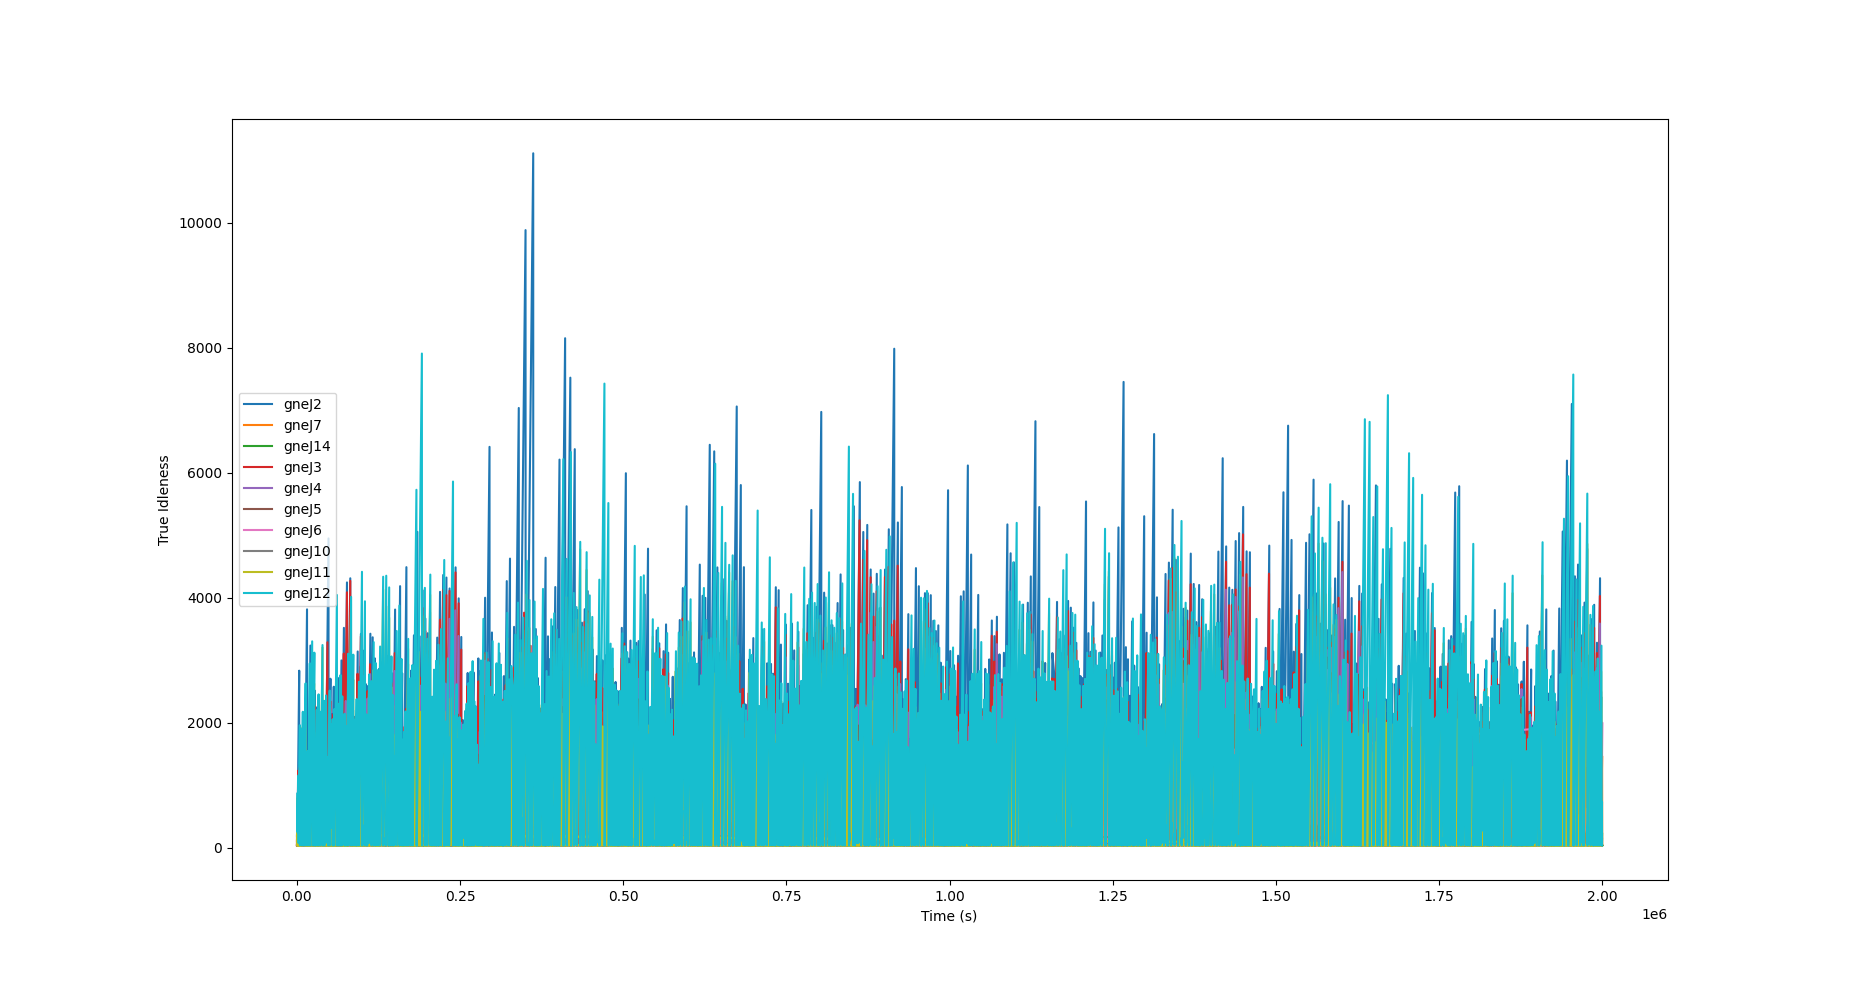 10000
8000
6000
4000
2000
0
True Idleness
gneJ2
gneJ7
gneJ14
gneJ3
gneJ4
gneJ5
gneJ6
gneJ10
gneJ11
gneJ12
0.00 0.25 0.50 0.75 1.00 1.25 1.50 1.75 2.00
Time (s)
1e6